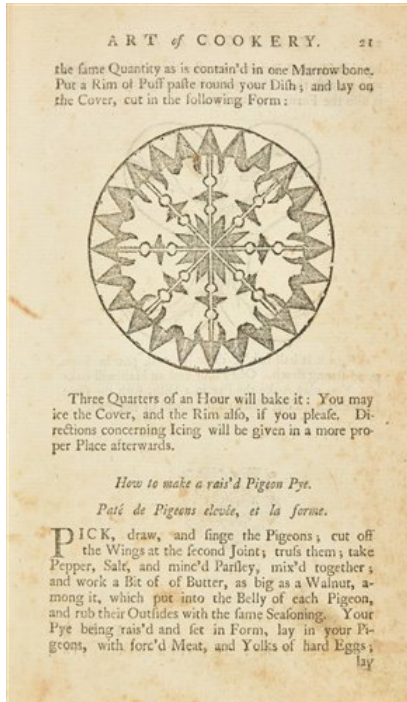 ART of COOKERY. 21
the ſame Quantity as is contain'd in one Marrow bone.
Put a Rim of Puff paſte round your Diſh; and lay on
the Cover, cut in the following Form:
Three Quarters of an Hour will bake it: You may
ice the Cover, and the Rim alſo, if you pleaſe. Di-
rections concerning Icing will be given in a more pro-
per Place afterwards.
How to make a rais'd Pigeon Pye.
Paté de Pigeons elevée, et la forme.
PICK, draw, and ſinge the Pigeons; cut off
the Wings at the ſecond Joint; truſs them; take
Pepper, Salt, and minc'd Parſley, mix'd together;
and work a Bit of of Butter, as big as a Walnut, a-
mong it, which put into the Belly of each Pigeon,
and rub their Outſides with the ſame Seaſoning. Your
Pye being rais'd and ſet in Form, lay in your Pi-
geons, with forc'd Meat, and Yolks of hard Eggs;
lay